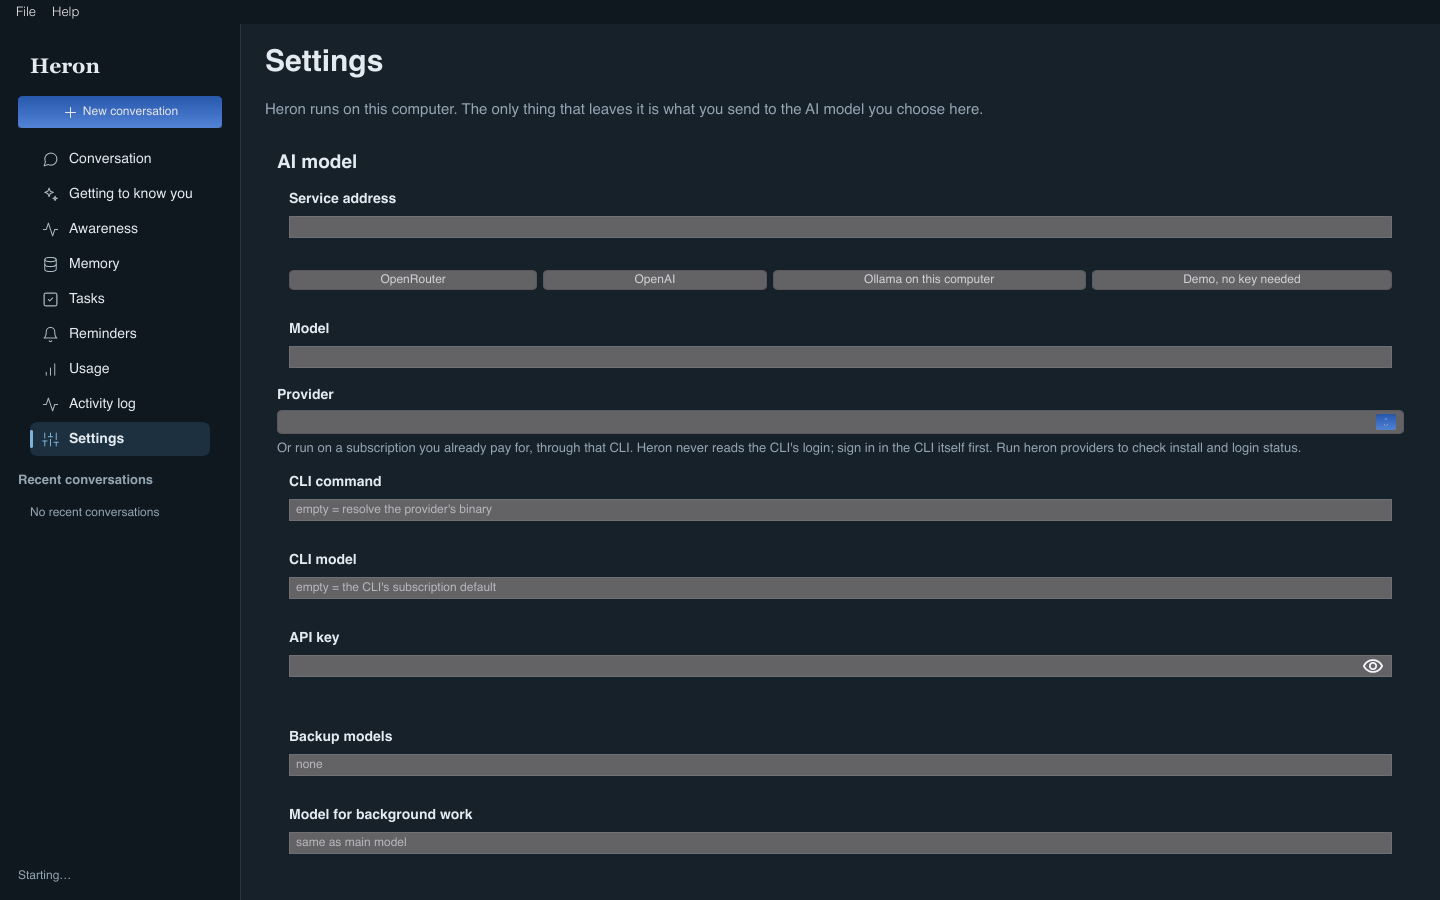 File Help
Heron
New conversation
Conversation
Getting to know you
Awareness
Memory
Tasks
Reminders
Usage
Activity log
Settings
Recent conversations
No recent conversations
Starting...
Settings
Heron runs on this computer. The only thing that leaves it is what you send to the AI model you choose here.
AI model
Service address
OpenRouter OpenAI Ollama on this computer Demo, no key needed
Model
Provider
Or run on a subscription you already pay for, through that CLI. Heron never reads the CLI's login; sign in in the CLI itself first. Run heron providers to check install and login status.
CLI command
empty = resolve the provider's binary
CLI model
empty = the CLI's subscription default
API key
Backup models
none
Model for background work
same as main model